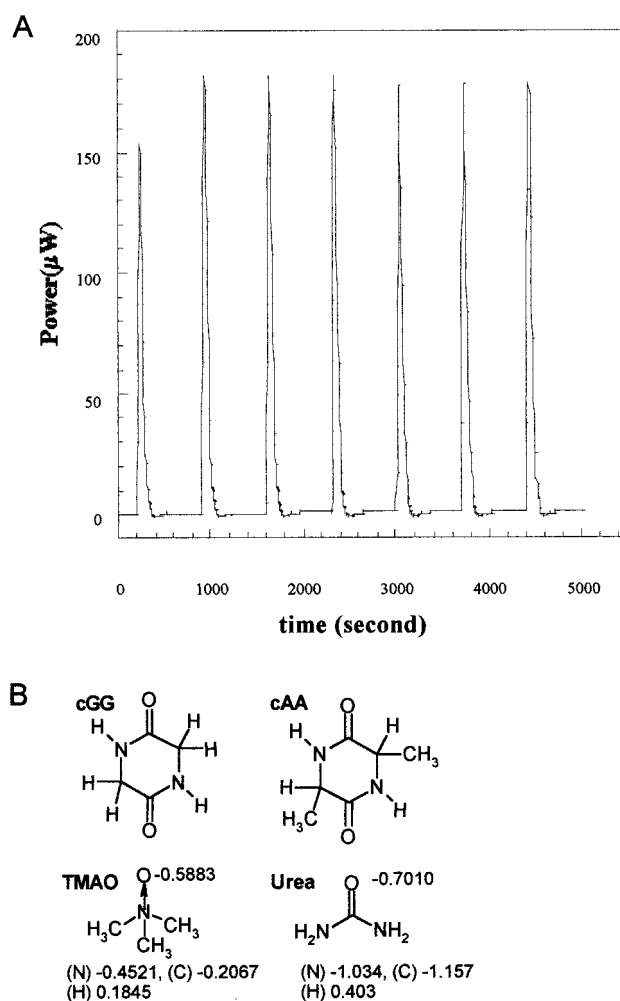 A
200
150
100
50
0
Power(μW)
0 1000 2000 3000 4000 5000
time (second)
B
cGG
O
H
N
H
H
H
N
H
H
O
cAA
O
H
N
H
CH3
H
N
H
H3C
O
TMAO
O -0.5883
N
H3C
CH3
CH3
(N) -0.4521, (C) -0.2067
(H) 0.1845
Urea
O -0.7010
H2N
NH2
(N) -1.034, (C) -1.157
(H) 0.403